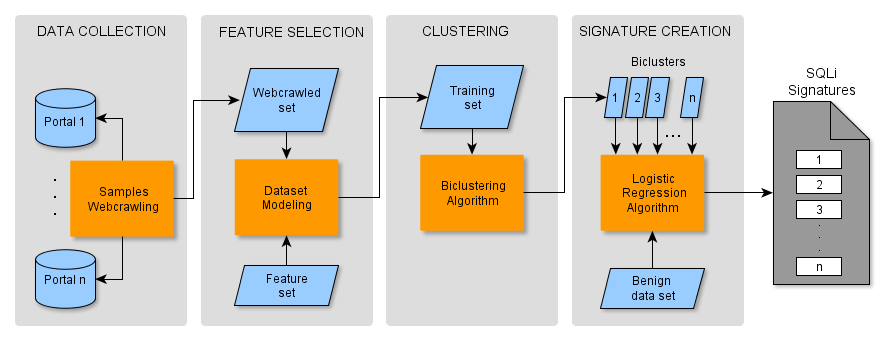 DATA COLLECTION
FEATURE SELECTION
CLUSTERING
SIGNATURE CREATION
SQLi
Signatures
Portal 1
.
.
.
Samples
Webcrawling
Portal n
Webcrawled
set
Dataset
Modeling
Feature
set
Training
set
Biclustering
Algorithm
Biclusters
1 2 3 n
...
Logistic
Regression
Algorithm
Benign
data set
1
2
3
.
.
.
n